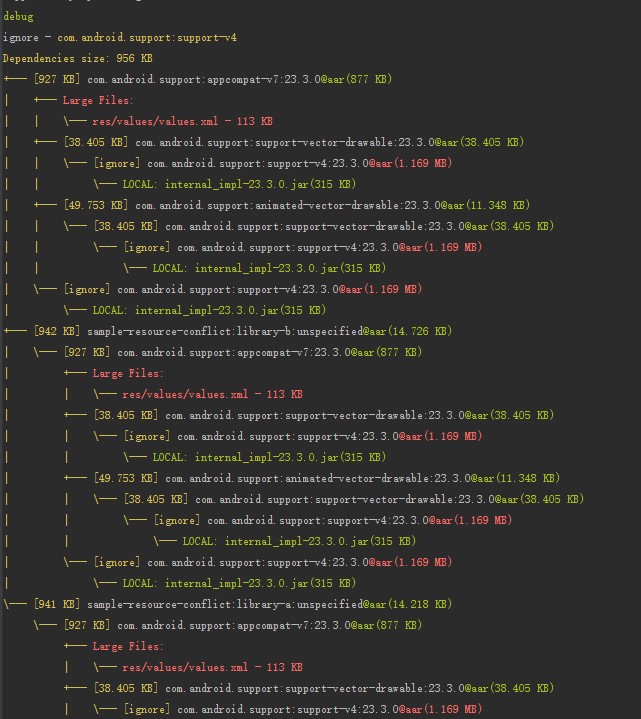 debug
ignore - com.android.support:support-v4
Dependencies size: 956 KB
+--- [927 KB] com.android.support:appcompat-v7:23.3.0@aar(877 KB)
|    +--- Large Files:
|    |    \--- res/values/values.xml - 113 KB
|    +--- [38.405 KB] com.android.support:support-vector-drawable:23.3.0@aar(38.405 KB)
|    |    \--- [ignore] com.android.support:support-v4:23.3.0@aar(1.169 MB)
|    |         \--- LOCAL: internal_impl-23.3.0.jar(315 KB)
|    +--- [49.753 KB] com.android.support:animated-vector-drawable:23.3.0@aar(11.348 KB)
|    |    \--- [38.405 KB] com.android.support:support-vector-drawable:23.3.0@aar(38.405 KB)
|    |         \--- [ignore] com.android.support:support-v4:23.3.0@aar(1.169 MB)
|    |              \--- LOCAL: internal_impl-23.3.0.jar(315 KB)
|    \--- [ignore] com.android.support:support-v4:23.3.0@aar(1.169 MB)
|         \--- LOCAL: internal_impl-23.3.0.jar(315 KB)
+--- [942 KB] sample-resource-conflict:library-b:unspecified@aar(14.726 KB)
|    \--- [927 KB] com.android.support:appcompat-v7:23.3.0@aar(877 KB)
|         +--- Large Files:
|         |    \--- res/values/values.xml - 113 KB
|         +--- [38.405 KB] com.android.support:support-vector-drawable:23.3.0@aar(38.405 KB)
|         |    \--- [ignore] com.android.support:support-v4:23.3.0@aar(1.169 MB)
|         |         \--- LOCAL: internal_impl-23.3.0.jar(315 KB)
|         +--- [49.753 KB] com.android.support:animated-vector-drawable:23.3.0@aar(11.348 KB)
|         |    \--- [38.405 KB] com.android.support:support-vector-drawable:23.3.0@aar(38.405 KB)
|         |         \--- [ignore] com.android.support:support-v4:23.3.0@aar(1.169 MB)
|         |              \--- LOCAL: internal_impl-23.3.0.jar(315 KB)
|         \--- [ignore] com.android.support:support-v4:23.3.0@aar(1.169 MB)
|              \--- LOCAL: internal_impl-23.3.0.jar(315 KB)
\--- [941 KB] sample-resource-conflict:library-a:unspecified@aar(14.218 KB)
     \--- [927 KB] com.android.support:appcompat-v7:23.3.0@aar(877 KB)
          +--- Large Files:
          |    \--- res/values/values.xml - 113 KB
          +--- [38.405 KB] com.android.support:support-vector-drawable:23.3.0@aar(38.405 KB)
          |    \--- [ignore] com.android.support:support-v4:23.3.0@aar(1.169 MB)